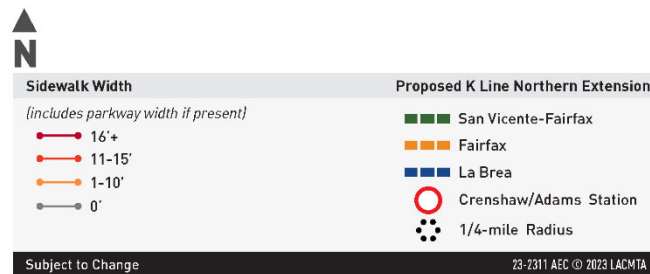 N
Sidewalk Width
Proposed K Line Northern Extension
(includes parkway width if present)
16'+
11-15'
1-10'
0'
San Vicente-Fairfax
Fairfax
La Brea
Crenshaw/Adams Station
1/4-mile Radius
Subject to Change
23-2311 AEC © 2023 LACMTA